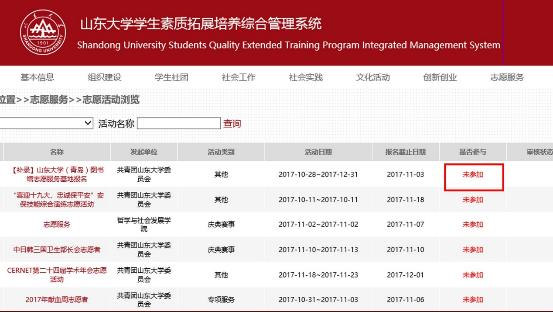 山东大学学生素质拓展培养综合管理系统
Shandong University Students Quality Extended Training Program Integrated Management System
SHANDONG UNIVERSITY
1901
基本信息 组织建设 学生社团 社会工作 社会实践 文化活动 创新创业 志愿服务
位置>>志愿服务>>志愿活动浏览
活动名称 查询
名称 发起单位 活动类别 活动日期 报名截止日期 是否参与 审核状态
【补录】山东大学（青岛）图书 共青团山东大学委 其他 2017-10-28~2017-12-31 2017-11-03 未参加
馆志愿服务基地报名 员会
"喜迎十九大，忠诚保平安"安 共青团山东大学委 其他 2017-10-11~2017-10-11 2017-11-18 未参加
保技能综合演练志愿活动 员会
志愿服务 哲学与社会发展学 庆典赛事 2017-11-02~2017-11-02 2017-11-07 未参加
院
中日韩三国卫生部长会志愿者 共青团山东大学委 庆典赛事 2017-11-10~2017-11-13 2017-11-10 未参加
员会
CERNET第二十四届学术年会志愿 共青团山东大学委 其他 2017-11-18~2017-11-23 2017-12-01 未参加
活动 员会
2017年献血周志愿者 共青团山东大学委 专项服务 2017-10-31~2017-11-03 2017-11-06 未参加
员会